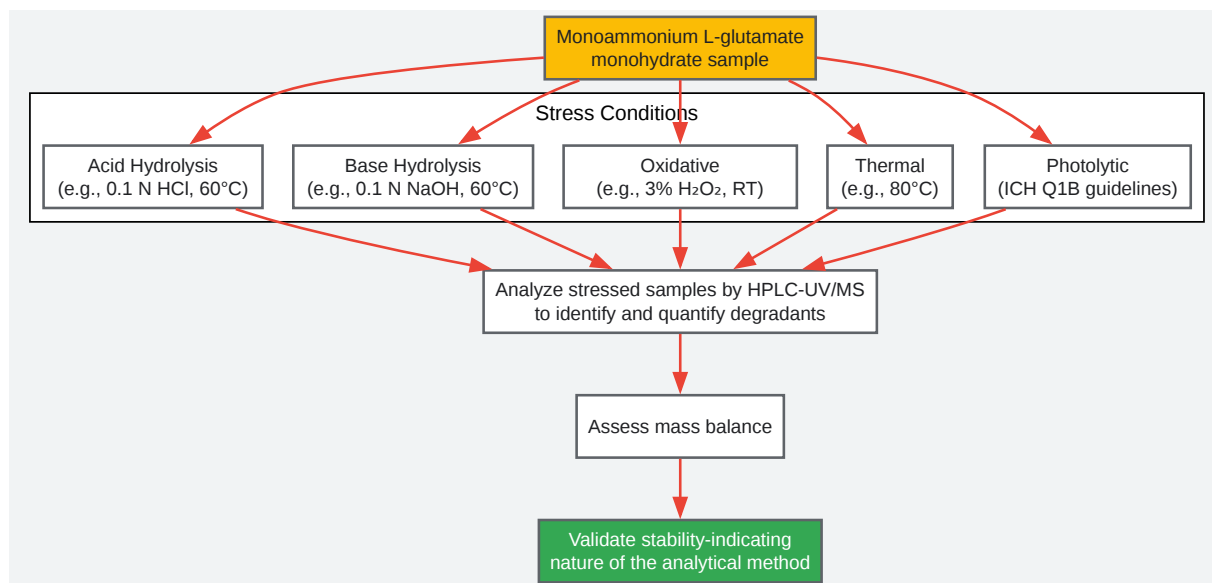 Monoammonium L-glutamate
monohydrate sample
Stress Conditions
Acid Hydrolysis
(e.g., 0.1 N HCl, 60°C)
Base Hydrolysis
(e.g., 0.1 N NaOH, 60°C)
Oxidative
(e.g., 3% H₂O₂, RT)
Thermal
(e.g., 80°C)
Photolytic
(ICH Q1B guidelines)
Analyze stressed samples by HPLC-UV/MS
to identify and quantify degradants
Assess mass balance
Validate stability-indicating
nature of the analytical method